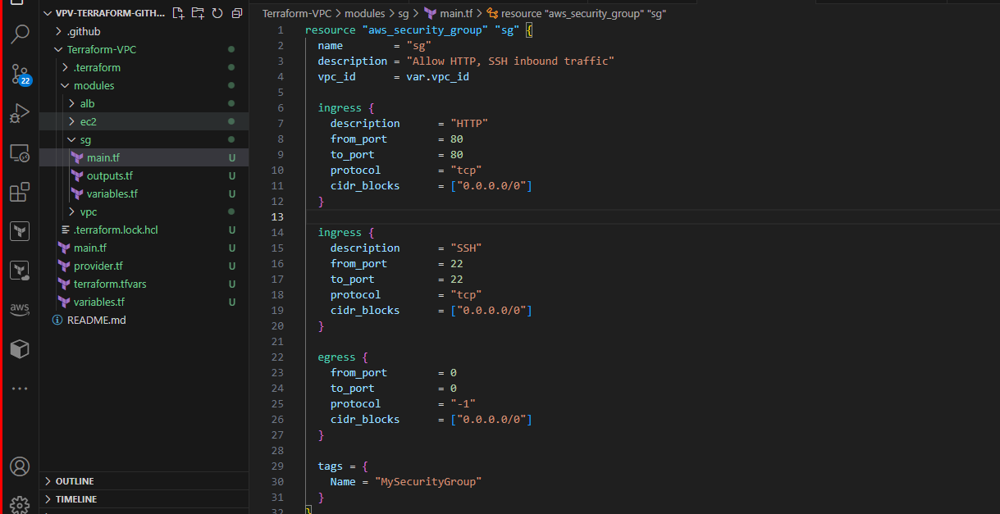 VPV-TERRAFORM-GITH...
.github
Terraform-VPC
.terraform
modules
alb
ec2
sg
main.tf U
outputs.tf U
variables.tf U
vpc
.terraform.lock.hcl U
main.tf U
provider.tf U
terraform.tfvars U
variables.tf U
README.md
OUTLINE
TIMELINE
22
aws
Terraform-VPC > modules > sg > main.tf > resource "aws_security_group" "sg"
1 resource "aws_security_group" "sg" {
2   name        = "sg"
3   description = "Allow HTTP, SSH inbound traffic"
4   vpc_id      = var.vpc_id
5
6   ingress {
7     description      = "HTTP"
8     from_port        = 80
9     to_port          = 80
10     protocol         = "tcp"
11     cidr_blocks      = ["0.0.0.0/0"]
12   }
13
14   ingress {
15     description      = "SSH"
16     from_port        = 22
17     to_port          = 22
18     protocol         = "tcp"
19     cidr_blocks      = ["0.0.0.0/0"]
20   }
21
22   egress {
23     from_port        = 0
24     to_port          = 0
25     protocol         = "-1"
26     cidr_blocks      = ["0.0.0.0/0"]
27   }
28
29   tags = {
30     Name = "MySecurityGroup"
31   }
32 }